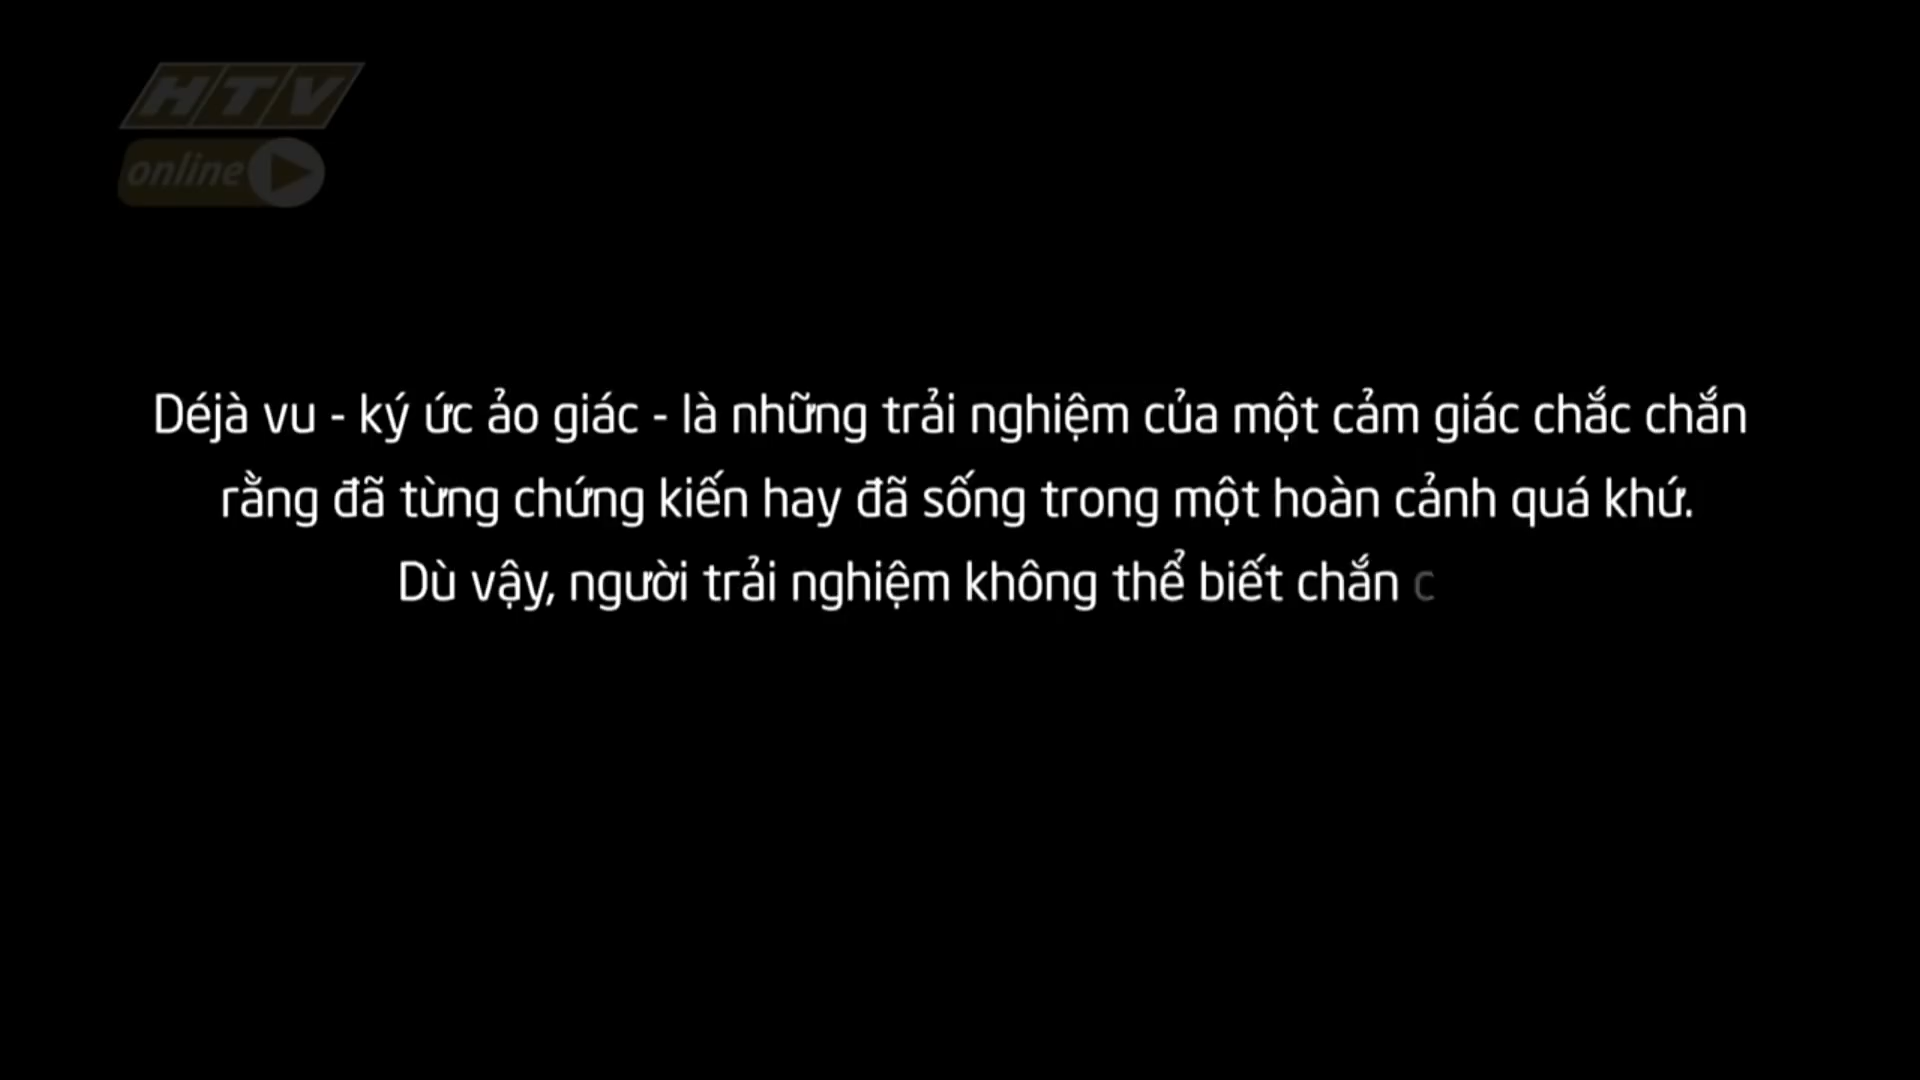 HTV
online
Déjà vu - ký ức ảo giác - là những trải nghiệm của một cảm giác chắc chắn
rằng đã từng chứng kiến hay đã sống trong một hoàn cảnh quá khứ.
Dù vậy, người trải nghiệm không thể biết chắn c